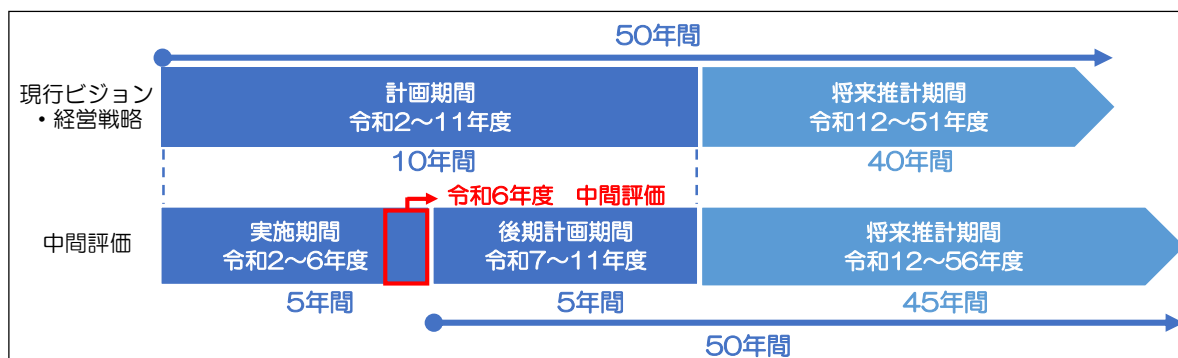 50年間
現行ビジョン
・経営戦略
計画期間
令和2～11年度
将来推計期間
令和12～51年度
10年間
40年間
令和6年度　中間評価
中間評価
実施期間
令和2～6年度
後期計画期間
令和7～11年度
将来推計期間
令和12～56年度
5年間
5年間
45年間
50年間